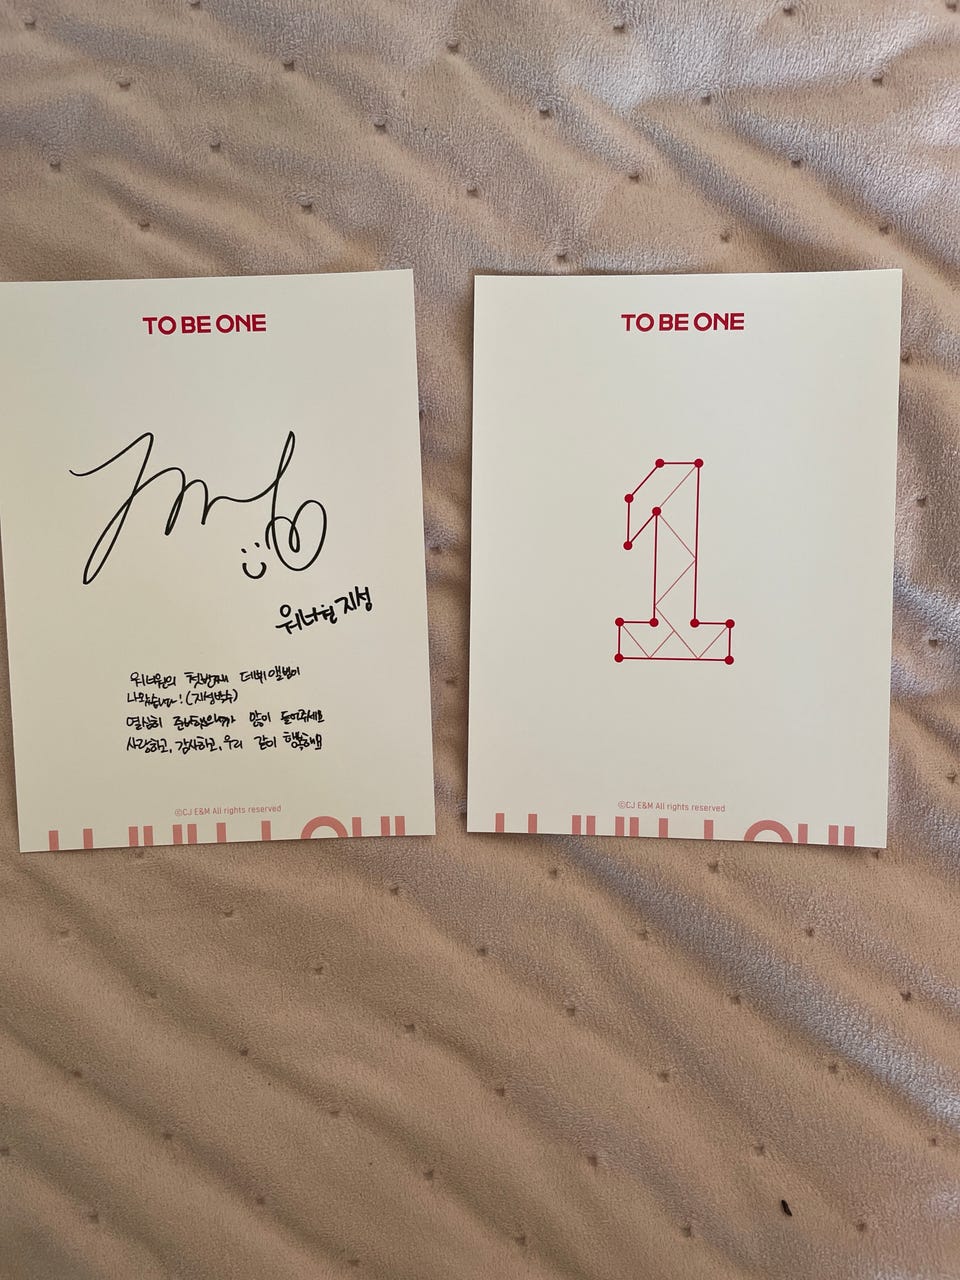 TO BE ONE
워너원 지성
워너원의 첫번째 데뷔 앨범이
나왔습니다! (지성박수)
열심히 준비했으니까 많이 들어주세요
사랑하고, 감사하고, 우리 같이 행복해요
©CJ E&M All rights reserved
TO BE ONE
1
©CJ E&M All rights reserved